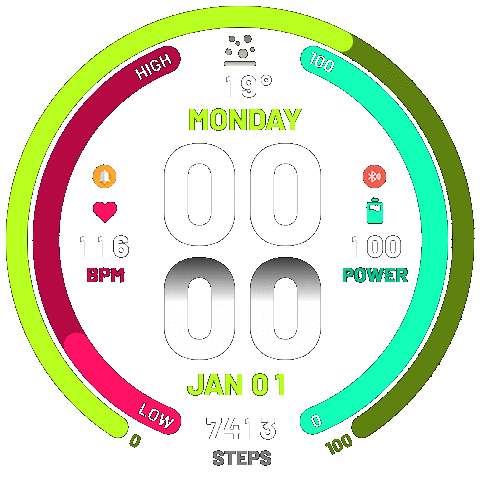 HIGH
100
19°
MONDAY
00
116
BPM
100
POWER
00
JAN 01
LOW
0
7413
STEPS
0
100